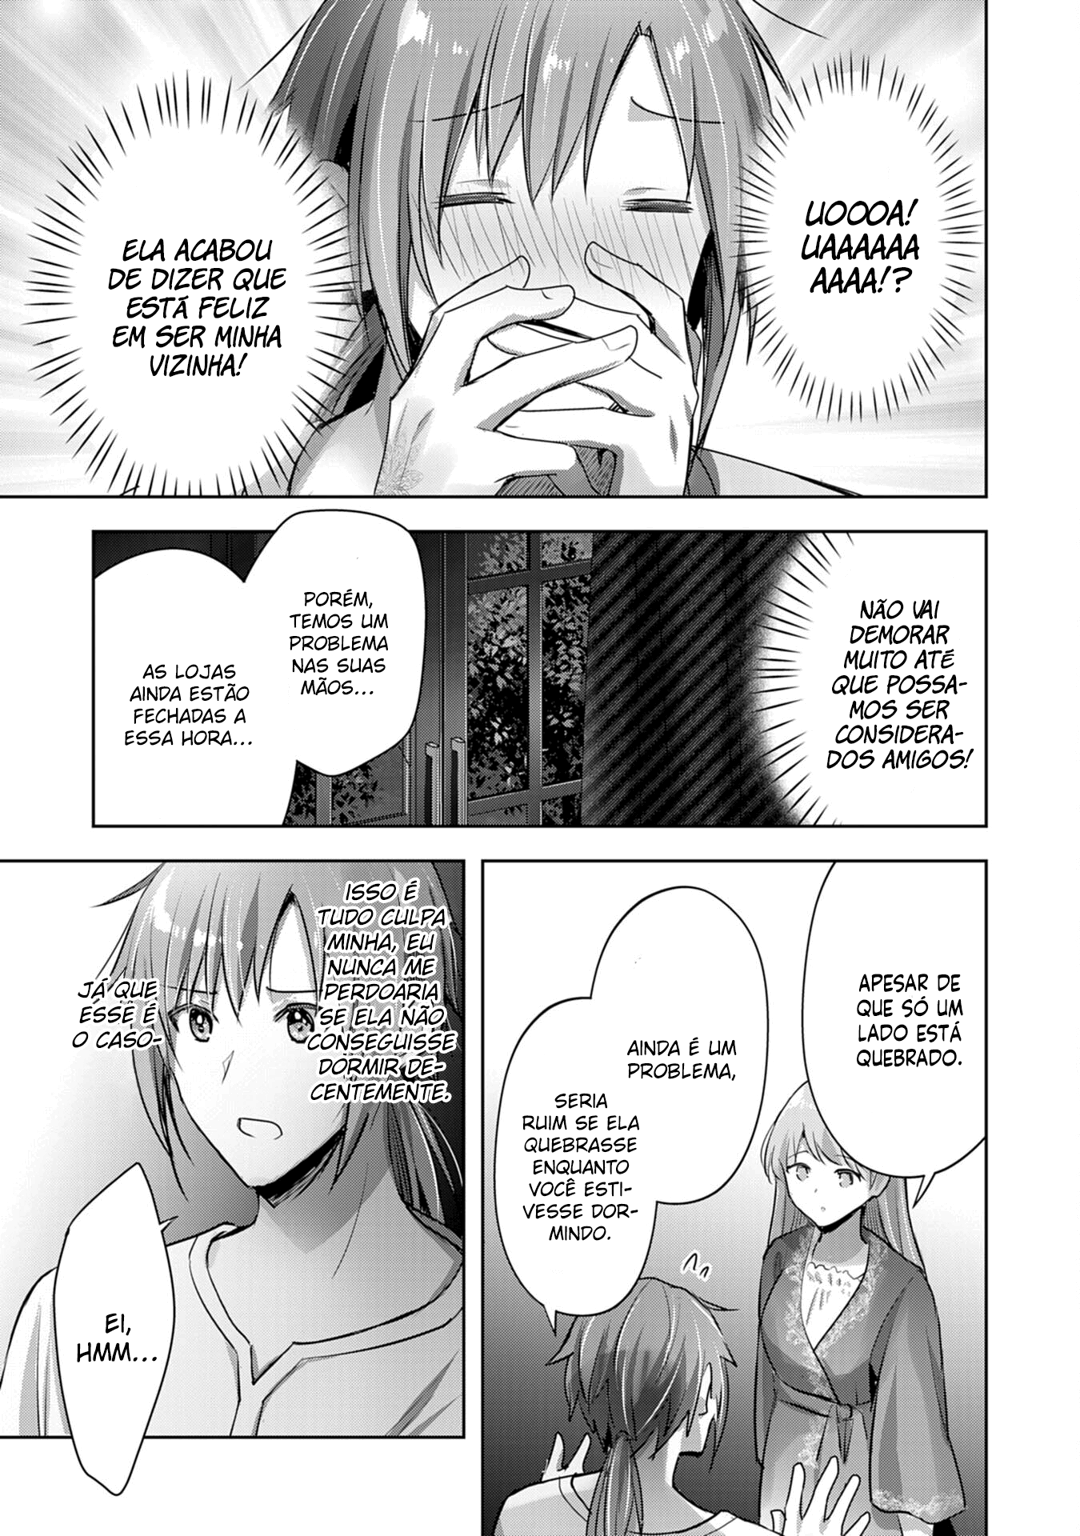 UOOOA!
UAAAAAA
AAAA!?
ELA ACABOU
DE DIZER QUE
ESTÁ FELIZ
EM SER MINHA
VIZINHA!
NÃO VAI
DEMORAR
MUITO ATÉ
QUE POSSA-
MOS SER
CONSIDERA-
DOS AMIGOS!
PORÉM,
TEMOS UM
PROBLEMA
NAS SUAS
MÃOS...
AS LOJAS
AINDA ESTÃO
FECHADAS A
ESSA HORA...
APESAR DE
QUE SÓ UM
LADO ESTÁ
QUEBRADO.
AINDA É UM
PROBLEMA,
SERIA
RUIM SE ELA
QUEBRASSE
ENQUANTO
VOCÊ ESTI-
VESSE DOR-
MINDO.
ISSO É
TUDO CULPA
MINHA, EU
NUNCA ME
PERDOARIA
SE ELA NÃO
CONSEGUISSE
DORMIR DE-
CENTEMENTE.
JÁ QUE
ESSE É
O CASO-
EI,
HMM...